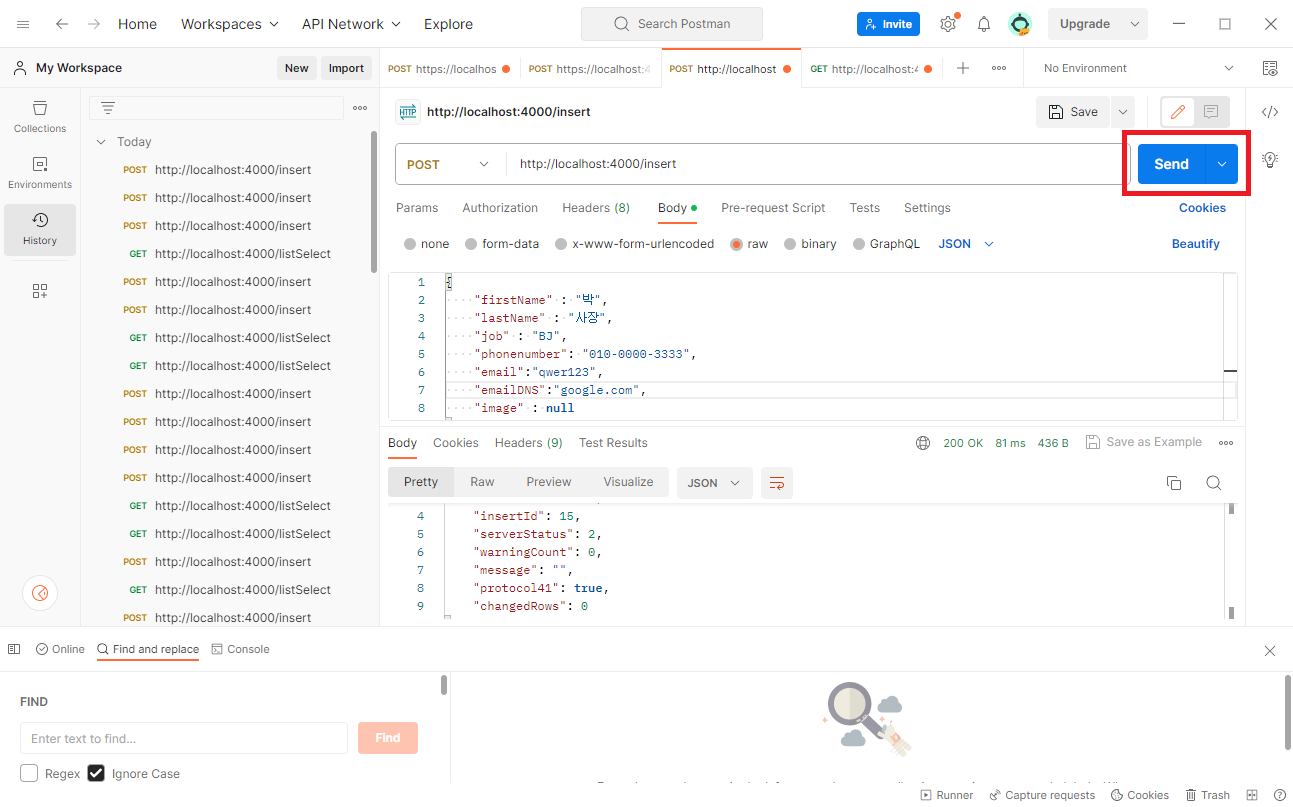 Home Workspaces API Network Explore Search Postman Invite Upgrade
My Workspace New Import POST https://localhos POST https://localhost:4 POST http://localhost GET http://localhost:4 No Environment
HTTP http://localhost:4000/insert Save
Collections
Environments
History
Today
POST http://localhost:4000/insert
POST http://localhost:4000/insert
POST http://localhost:4000/insert
GET http://localhost:4000/listSelect
POST http://localhost:4000/insert
POST http://localhost:4000/insert
GET http://localhost:4000/listSelect
GET http://localhost:4000/listSelect
POST http://localhost:4000/insert
POST http://localhost:4000/insert
POST http://localhost:4000/insert
POST http://localhost:4000/insert
GET http://localhost:4000/listSelect
GET http://localhost:4000/listSelect
POST http://localhost:4000/insert
GET http://localhost:4000/listSelect
POST http://localhost:4000/insert
POST http://localhost:4000/insert Send
Params Authorization Headers (8) Body Pre-request Script Tests Settings Cookies
none form-data x-www-form-urlencoded raw binary GraphQL JSON Beautify
1 {
2 "firstName" : "박",
3 "lastName" : "사장",
4 "job" : "BJ",
5 "phonenumber": "010-0000-3333",
6 "email":"qwer123",
7 "emailDNS":"google.com",
8 "image" : null
Body Cookies Headers (9) Test Results 200 OK 81 ms 436 B Save as Example
Pretty Raw Preview Visualize JSON
4 "insertId": 15,
5 "serverStatus": 2,
6 "warningCount": 0,
7 "message": "",
8 "protocol41": true,
9 "changedRows": 0
Online Find and replace Console
FIND
Enter text to find... Find
Regex Ignore Case
Runner Capture requests Cookies Trash